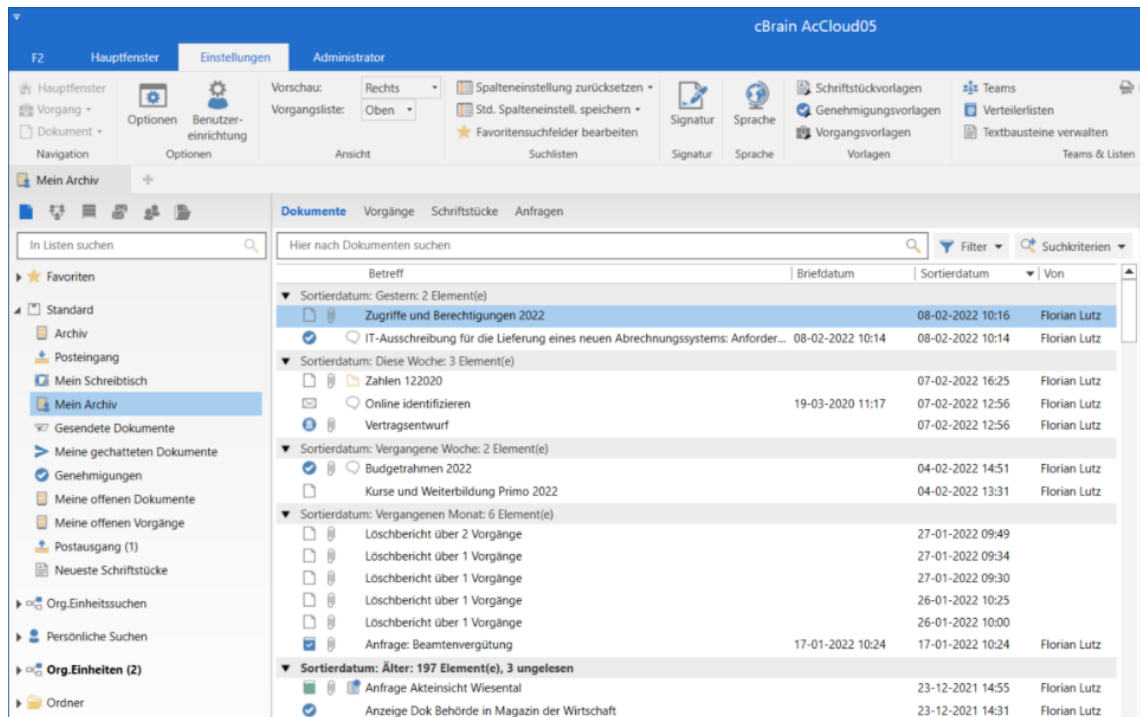 cBrain AcCloud05
F2 Hauptfenster Einstellungen Administrator
Hauptfenster
Vorgang
Dokument
Navigation
Optionen
Benutzer-
einrichtung
Optionen
Vorschau: Rechts
Vorgangsliste: Oben
Ansicht
Spalteneinstellung zurücksetzen
Std. Spalteneinstell. speichern
Favoritensuchfelder bearbeiten
Suchlisten
Signatur
Signatur
Sprache
Sprache
Schriftstückvorlagen
Genehmigungsvorlagen
Vorgangsvorlagen
Vorlagen
Teams
Verteilerlisten
Textbausteine verwalten
Teams & Listen
Mein Archiv
In Listen suchen
Favoriten
Standard
Archiv
Posteingang
Mein Schreibtisch
Mein Archiv
Gesendete Dokumente
Meine gechatteten Dokumente
Genehmigungen
Meine offenen Dokumente
Meine offenen Vorgänge
Postausgang (1)
Neueste Schriftstücke
Org.Einheitssuchen
Persönliche Suchen
Org.Einheiten (2)
Ordner
Dokumente Vorgänge Schriftstücke Anfragen
Hier nach Dokumenten suchen Filter Suchkriterien
Betreff Briefdatum Sortierdatum Von
Sortierdatum: Gestern: 2 Element(e)
Zugriffe und Berechtigungen 2022 08-02-2022 10:16 Florian Lutz
IT-Ausschreibung für die Lieferung eines neuen Abrechnungssystems: Anforder... 08-02-2022 10:14 08-02-2022 10:14 Florian Lutz
Sortierdatum: Diese Woche: 3 Element(e)
Zahlen 122020 07-02-2022 16:25 Florian Lutz
Online identifizieren 19-03-2020 11:17 07-02-2022 12:56 Florian Lutz
Vertragsentwurf 07-02-2022 12:56 Florian Lutz
Sortierdatum: Vergangene Woche: 2 Element(e)
Budgetrahmen 2022 04-02-2022 14:51 Florian Lutz
Kurse und Weiterbildung Primo 2022 04-02-2022 13:31 Florian Lutz
Sortierdatum: Vergangenen Monat: 6 Element(e)
Löschbericht über 2 Vorgänge 27-01-2022 09:49
Löschbericht über 1 Vorgänge 27-01-2022 09:34
Löschbericht über 1 Vorgänge 27-01-2022 09:30
Löschbericht über 1 Vorgänge 26-01-2022 10:25
Löschbericht über 1 Vorgänge 26-01-2022 10:00
Anfrage: Beamtenvergütung 17-01-2022 10:24 17-01-2022 10:24 Florian Lutz
Sortierdatum: Älter: 197 Element(e), 3 ungelesen
Anfrage Akteinsicht Wiesental 23-12-2021 14:55 Florian Lutz
Anzeige Dok Behörde in Magazin der Wirtschaft 23-12-2021 14:31 Florian Lutz